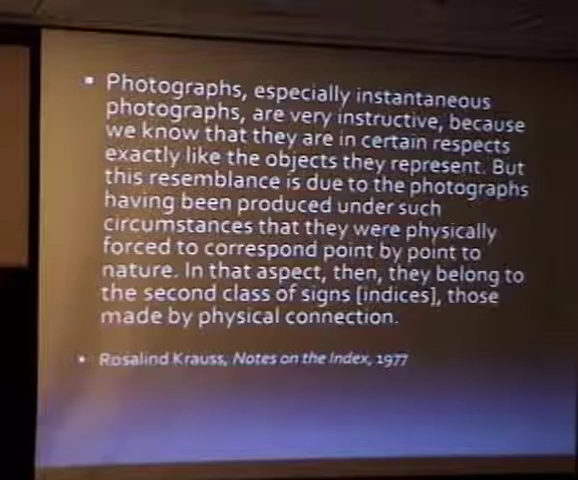 Photographs, especially instantaneous
photographs, are very instructive, because
we know that they are in certain respects
exactly like the objects they represent. But
this resemblance is due to the photographs
having been produced under such
circumstances that they were physically
forced to correspond point by point to
nature. In that aspect, then, they belong to
the second class of signs [indices], those
made by physical connection.
Rosalind Krauss, Notes on the Index, 1977